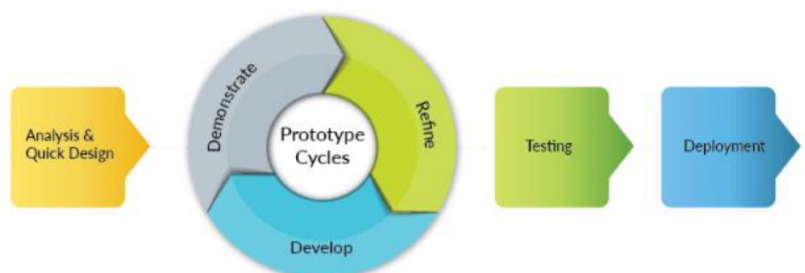 Analysis &
Quick Design
Demonstrate
Refine
Prototype
Cycles
Develop
Testing
Deployment